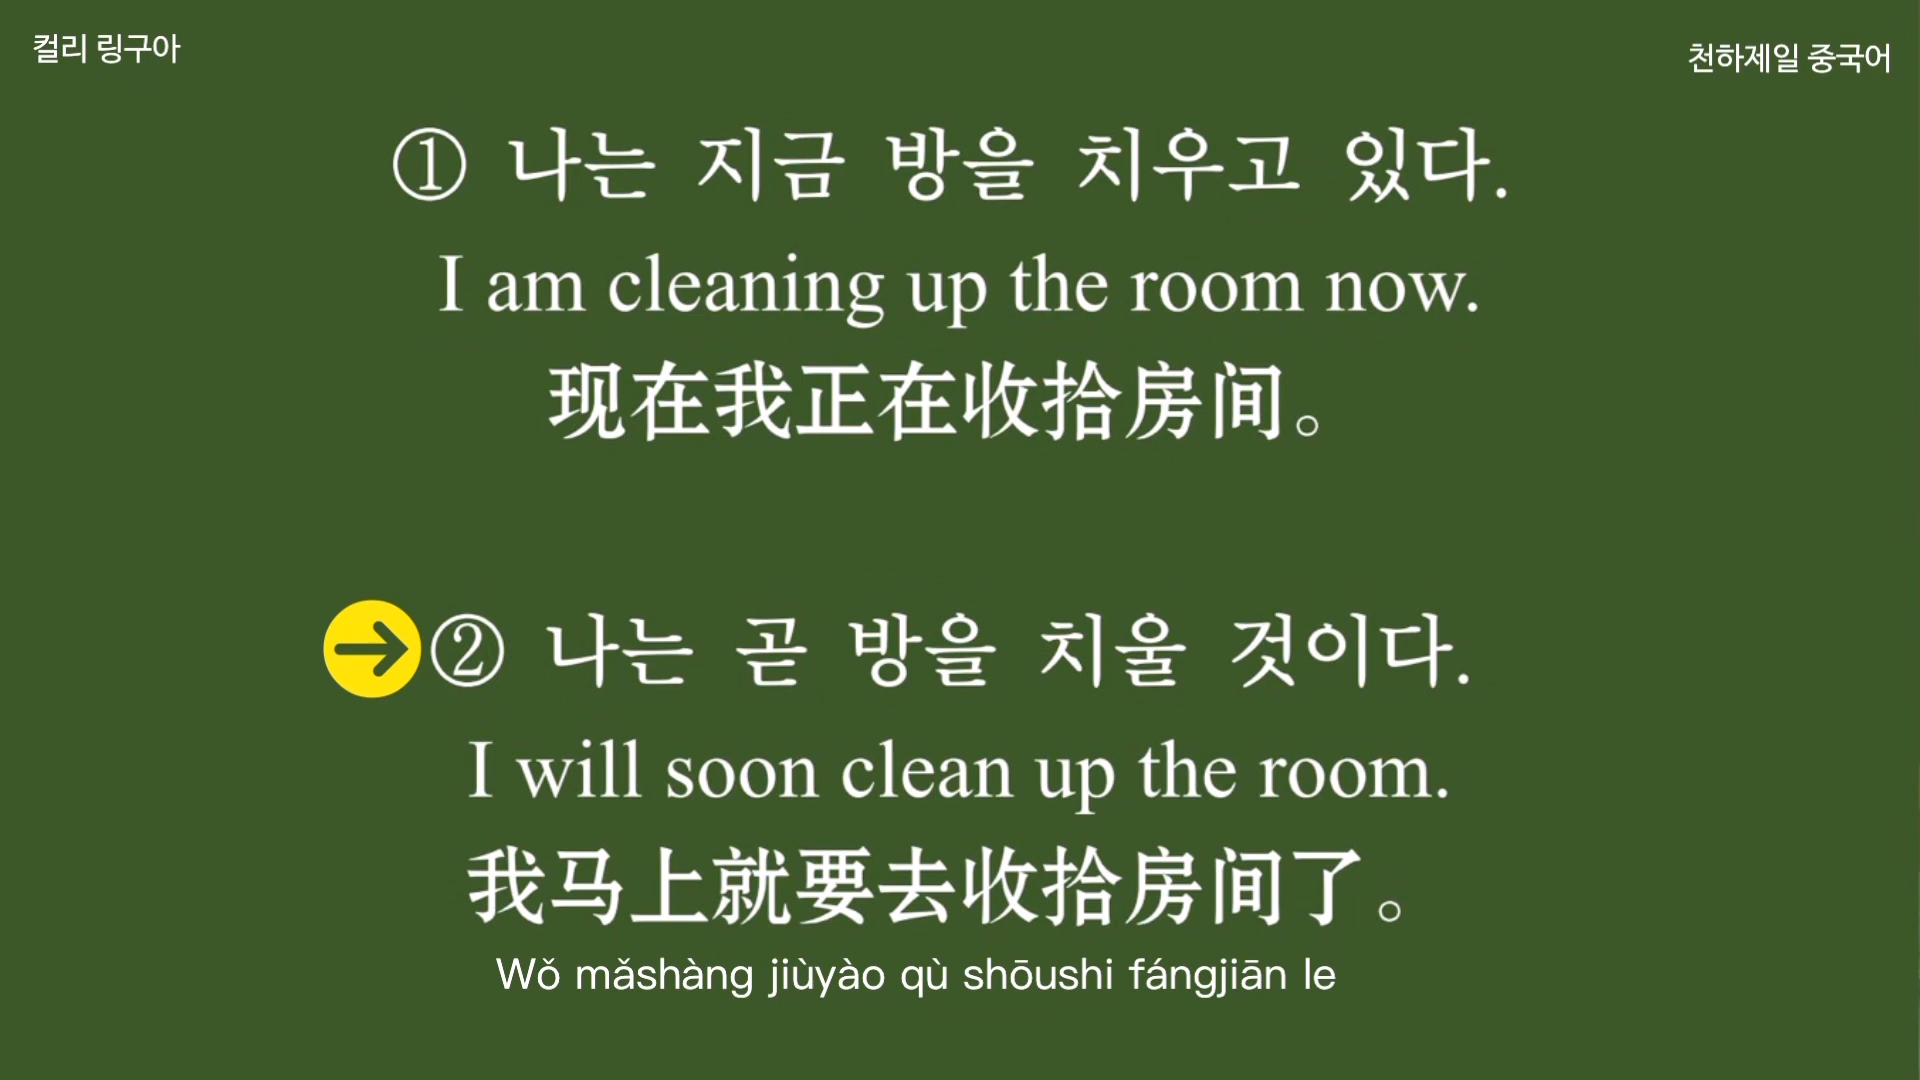 컬리 링구아
천하제일 중국어
① 나는 지금 방을 치우고 있다.
I am cleaning up the room now.
现在我正在收拾房间。
② 나는 곧 방을 치울 것이다.
I will soon clean up the room.
我马上就要去收拾房间了。
Wǒ mǎshàng jiùyào qù shōushi fángjiān le